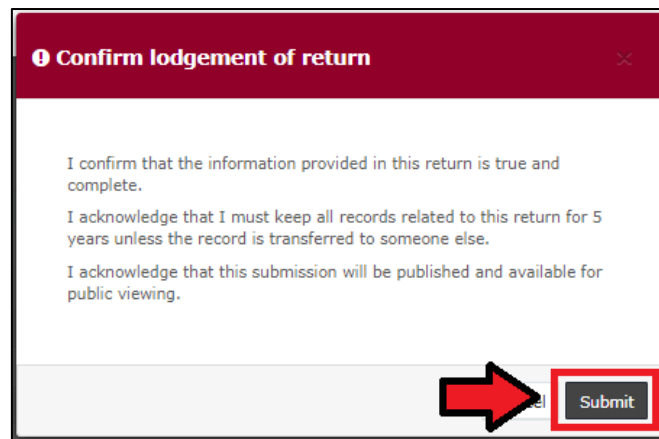 Confirm lodgement of return
I confirm that the information provided in this return is true and
complete.
I acknowledge that I must keep all records related to this return for 5
years unless the record is transferred to someone else.
I acknowledge that this submission will be published and available for
public viewing.
Submit